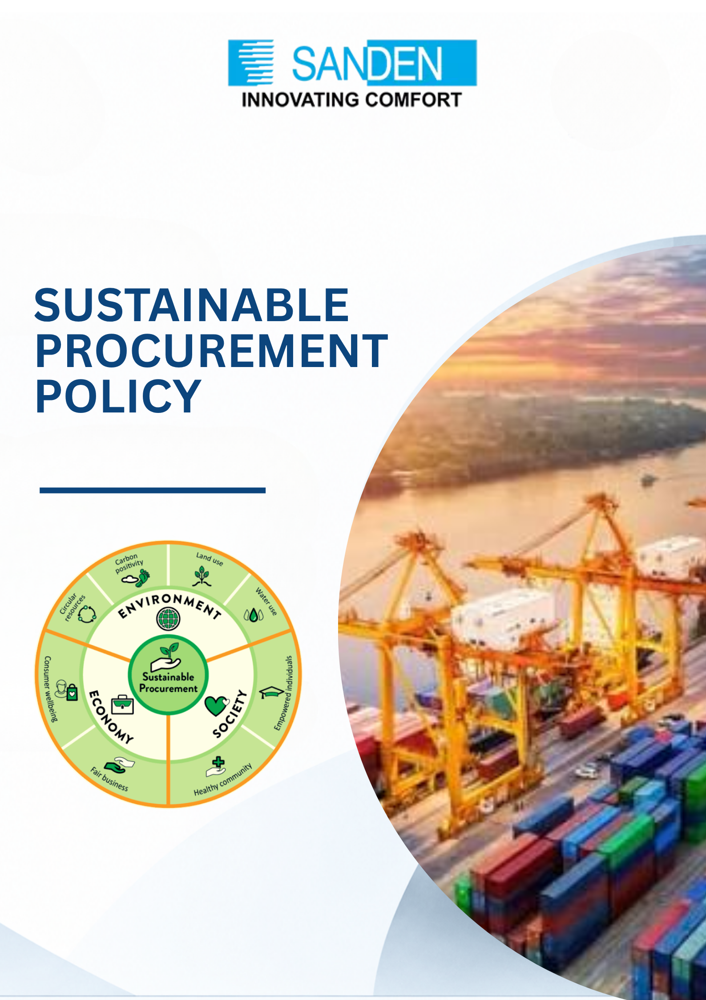 SANDEN
INNOVATING COMFORT
SUSTAINABLE
PROCUREMENT
POLICY
Carbon
positivity
Land use
Water use
Circular
resources
ENVIRONMENT
Sustainable
Procurement
ECONOMY
SOCIETY
Consumer wellbeing
Empowered individuals
Fair business
Healthy community